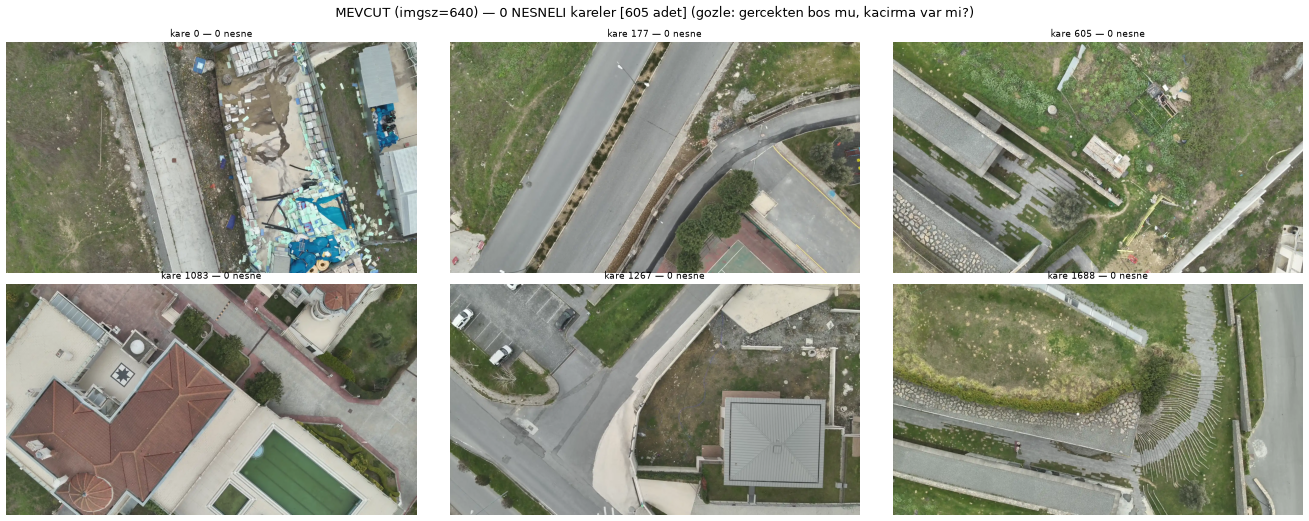 MEVCUT (imgsz=640) — 0 NESNELI kareler [605 adet] (gozle: gercekten bos mu, kacirma var mi?)
kare 0 — 0 nesne
kare 177 — 0 nesne
kare 605 — 0 nesne
kare 1083 — 0 nesne
kare 1267 — 0 nesne
kare 1688 — 0 nesne